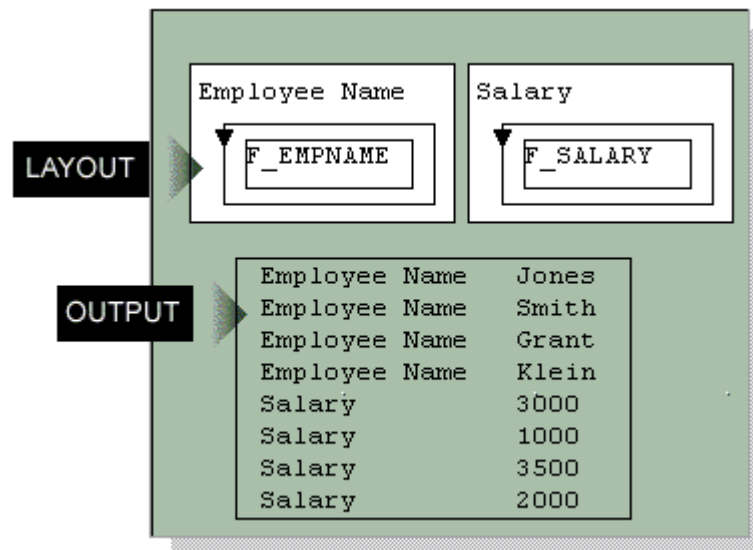 Employee Name Salary
LAYOUT F_EMPNAME F_SALARY
Employee Name Jones
OUTPUT Employee Name Smith
Employee Name Grant
Employee Name Klein
Salary 3000
Salary 1000
Salary 3500
Salary 2000